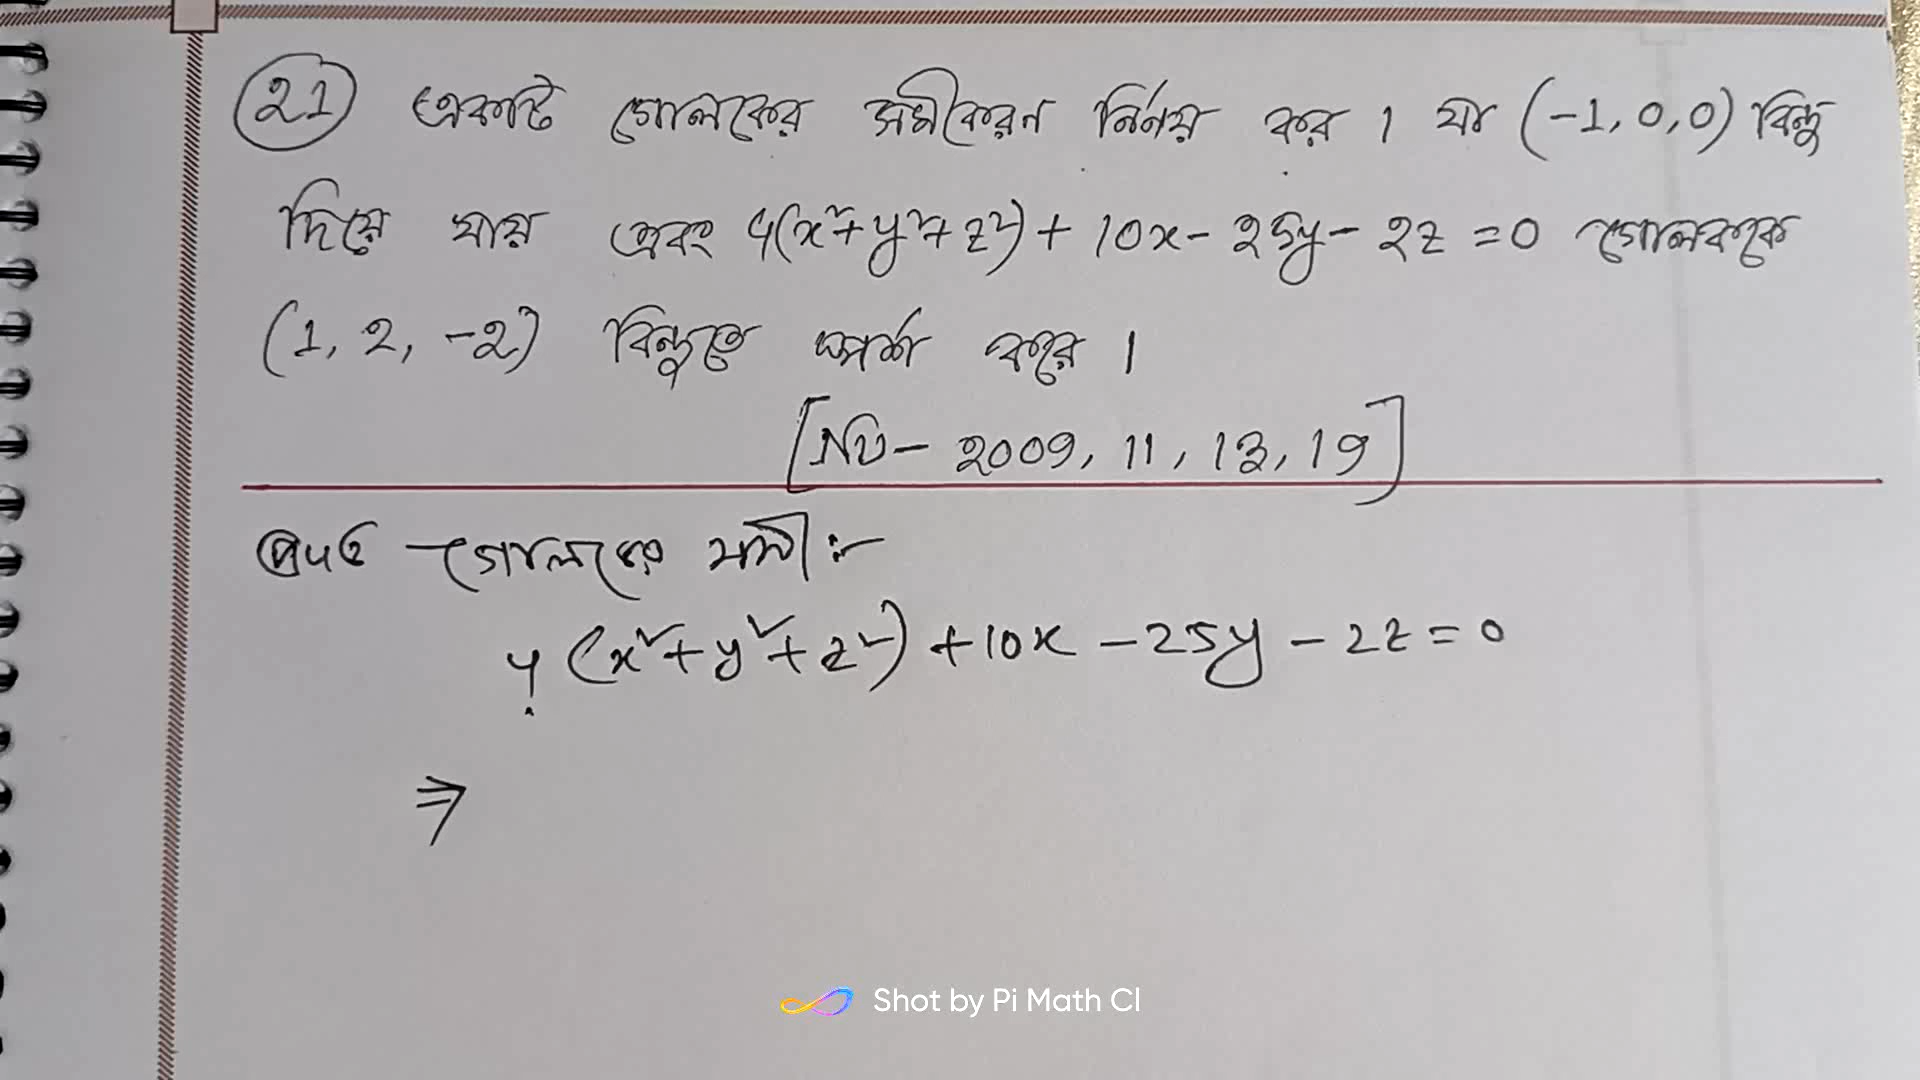 21 একটি গোলকের সমীকরন নির্নয় কর । যা (-1, 0, 0) বিন্দু
দিয়ে যায় এবং 4(x²+y²+z²) + 10x - 25y - 2z = 0 গোলককে
(1, 2, -2) বিন্দুতে স্পর্শ করে ।
[NU - 2009, 11, 13, 19]
প্রদত্ত গোলকের সমী :-
4 (x²+y²+z²) + 10x - 25y - 2z = 0
⇒
Shot by Pi Math Cl